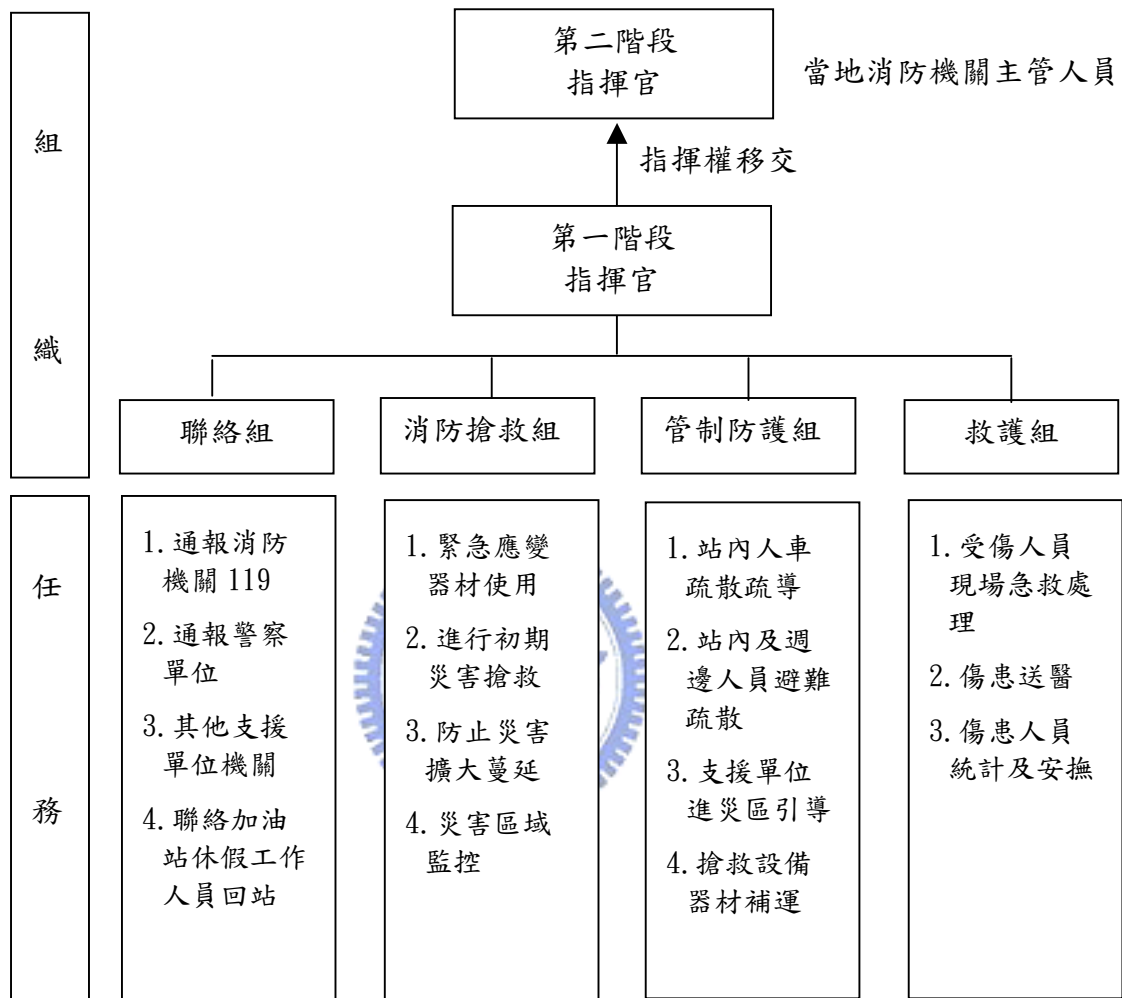 組
織
第二階段
指揮官
當地消防機關主管人員
指揮權移交
第一階段
指揮官
聯絡組
消防搶救組
管制防護組
救護組
任
務
1.通報消防
機關 119
2.通報警察
單位
3.其他支援
單位機關
4.聯絡加油
站休假工作
人員回站
1.緊急應變
器材使用
2.進行初期
災害搶救
3.防止災害
擴大蔓延
4.災害區域
監控
1.站內人車
疏散疏導
2.站內及週
邊人員避難
疏散
3.支援單位
進災區引導
4.搶救設備
器材補運
1.受傷人員
現場急救處
理
2.傷患送醫
3.傷患人員
統計及安撫